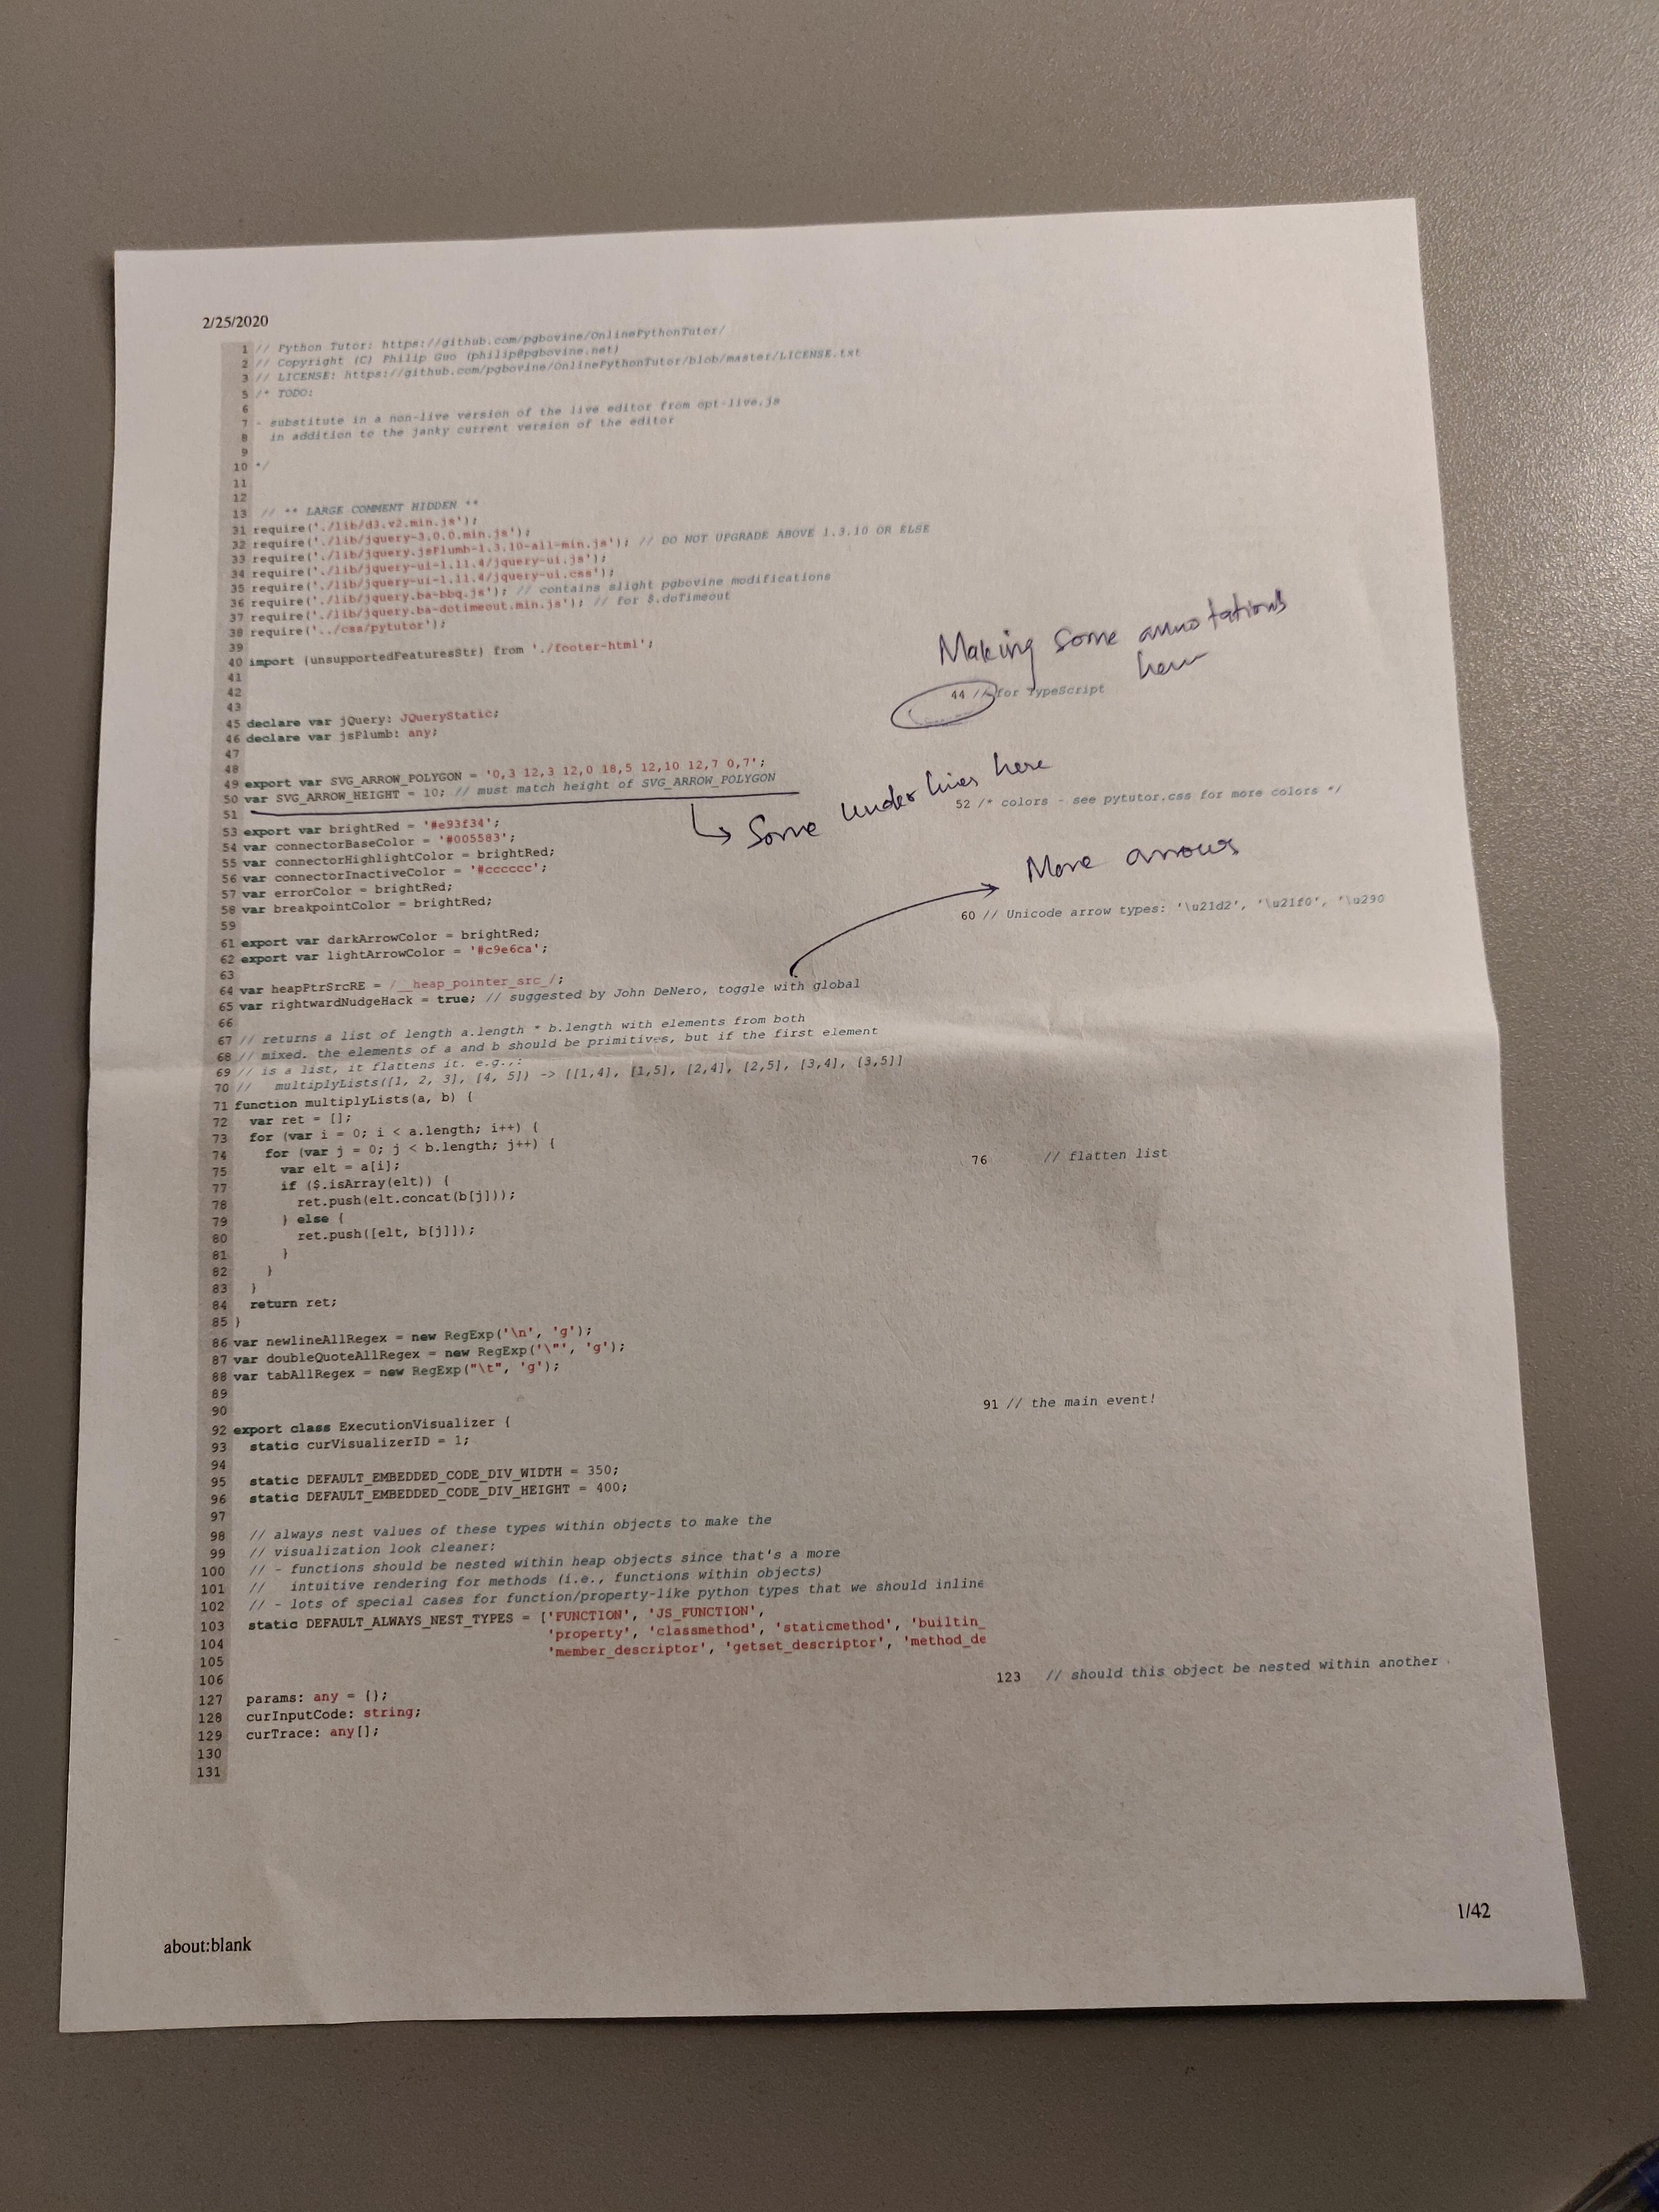 2/25/2020
1 // Python Tutor: https://github.com/pgbovine/OnlinePythonTutor/
2 // Copyright (C) Philip Guo (philip@pgbovine.net)
3 // LICENSE: https://github.com/pgbovine/OnlinePythonTutor/blob/master/LICENSE.txt
5 /* TODO:
6
7 - substitute in a non-live version of the live editor from opt-live.js
8 in addition to the janky current version of the editor
9
10 */
11
12
13 // ** LARGE COMMENT HIDDEN **
31 require('./lib/d3.v2.min.js');
32 require('./lib/jquery-3.0.0.min.js');
33 require('./lib/jquery.jsPlumb-1.3.10-all-min.js'); // DO NOT UPGRADE ABOVE 1.3.10 OR ELSE
34 require('./lib/jquery-ui-1.11.4/jquery-ui.js');
35 require('./lib/jquery-ui-1.11.4/jquery-ui.css');
36 require('./lib/jquery.ba-bbq.js'); // contains slight pgbovine modifications
37 require('./lib/jquery.ba-dotimeout.min.js'); // for $.doTimeout
38 require('../css/pytutor');
39
40 import {unsupportedFeaturesStr} from './footer-html';
41
42
43
Making some annotations
here
44 // for TypeScript
45 declare var jQuery: JQueryStatic;
46 declare var jsPlumb: any;
47
48
49 export var SVG_ARROW_POLYGON = '0,3 12,3 12,0 18,5 12,10 12,7 0,7';
50 var SVG_ARROW_HEIGHT = 10; // must match height of SVG_ARROW_POLYGON
51
Some underlines here
52 /* colors - see pytutor.css for more colors */
53 export var brightRed = '#e93f34';
54 var connectorBaseColor = '#005583';
55 var connectorHighlightColor = brightRed;
56 var connectorInactiveColor = '#cccccc';
57 var errorColor = brightRed;
58 var breakpointColor = brightRed;
59
More arrows
60 // Unicode arrow types: '\u21d2', '\u21f0', '\u290
61 export var darkArrowColor = brightRed;
62 export var lightArrowColor = '#c9e6ca';
63
64 var heapPtrSrcRE = /__heap_pointer_src_/;
65 var rightwardNudgeHack = true; // suggested by John DeNero, toggle with global
66
67 // returns a list of length a.length * b.length with elements from both
68 // mixed. the elements of a and b should be primitives, but if the first element
69 // is a list, it flattens it. e.g.,:
70 // multiplyLists([1, 2, 3], [4, 5]) -> [[1,4], [1,5], [2,4], [2,5], [3,4], [3,5]]
71 function multiplyLists(a, b) {
72 var ret = [];
73 for (var i = 0; i < a.length; i++) {
74 for (var j = 0; j < b.length; j++) {
75 var elt = a[i];
76 // flatten list
77 if ($.isArray(elt)) {
78 ret.push(elt.concat(b[j]));
79 } else {
80 ret.push([elt, b[j]]);
81 }
82 }
83 }
84 return ret;
85 }
86 var newlineAllRegex = new RegExp('\n', 'g');
87 var doubleQuoteAllRegex = new RegExp('\"', 'g');
88 var tabAllRegex = new RegExp("\t", 'g');
89
90
91 // the main event!
92 export class ExecutionVisualizer {
93 static curVisualizerID = 1;
94
95 static DEFAULT_EMBEDDED_CODE_DIV_WIDTH = 350;
96 static DEFAULT_EMBEDDED_CODE_DIV_HEIGHT = 400;
97
98 // always nest values of these types within objects to make the
99 // visualization look cleaner:
100 // - functions should be nested within heap objects since that's a more
101 // intuitive rendering for methods (i.e., functions within objects)
102 // - lots of special cases for function/property-like python types that we should inline
103 static DEFAULT_ALWAYS_NEST_TYPES = ['FUNCTION', 'JS_FUNCTION',
104 'property', 'classmethod', 'staticmethod', 'builtin_
105 'member_descriptor', 'getset_descriptor', 'method_de
106
123 // should this object be nested within another
127 params: any = {};
128 curInputCode: string;
129 curTrace: any[];
130
131
about:blank
1/42